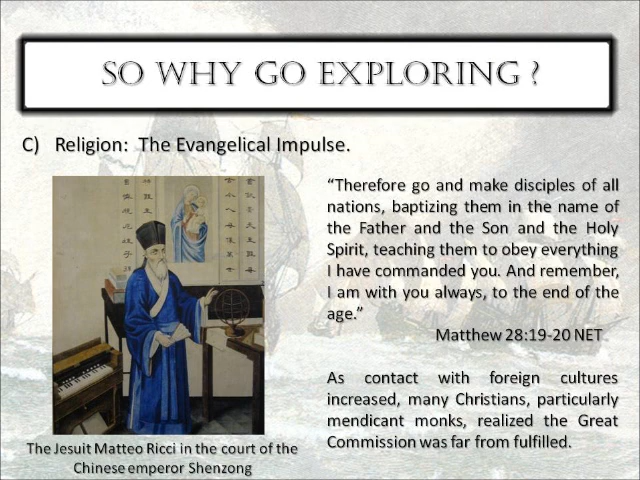 SO WHY GO EXPLORING ?
C) Religion: The Evangelical Impulse.
“Therefore go and make disciples of all
nations, baptizing them in the name of
the Father and the Son and the Holy
Spirit, teaching them to obey everything
I have commanded you. And remember,
I am with you always, to the end of the
age.”
Matthew 28:19-20 NET
As contact with foreign cultures
increased, many Christians, particularly
mendicant monks, realized the Great
Commission was far from fulfilled.
The Jesuit Matteo Ricci in the court of the
Chinese emperor Shenzong